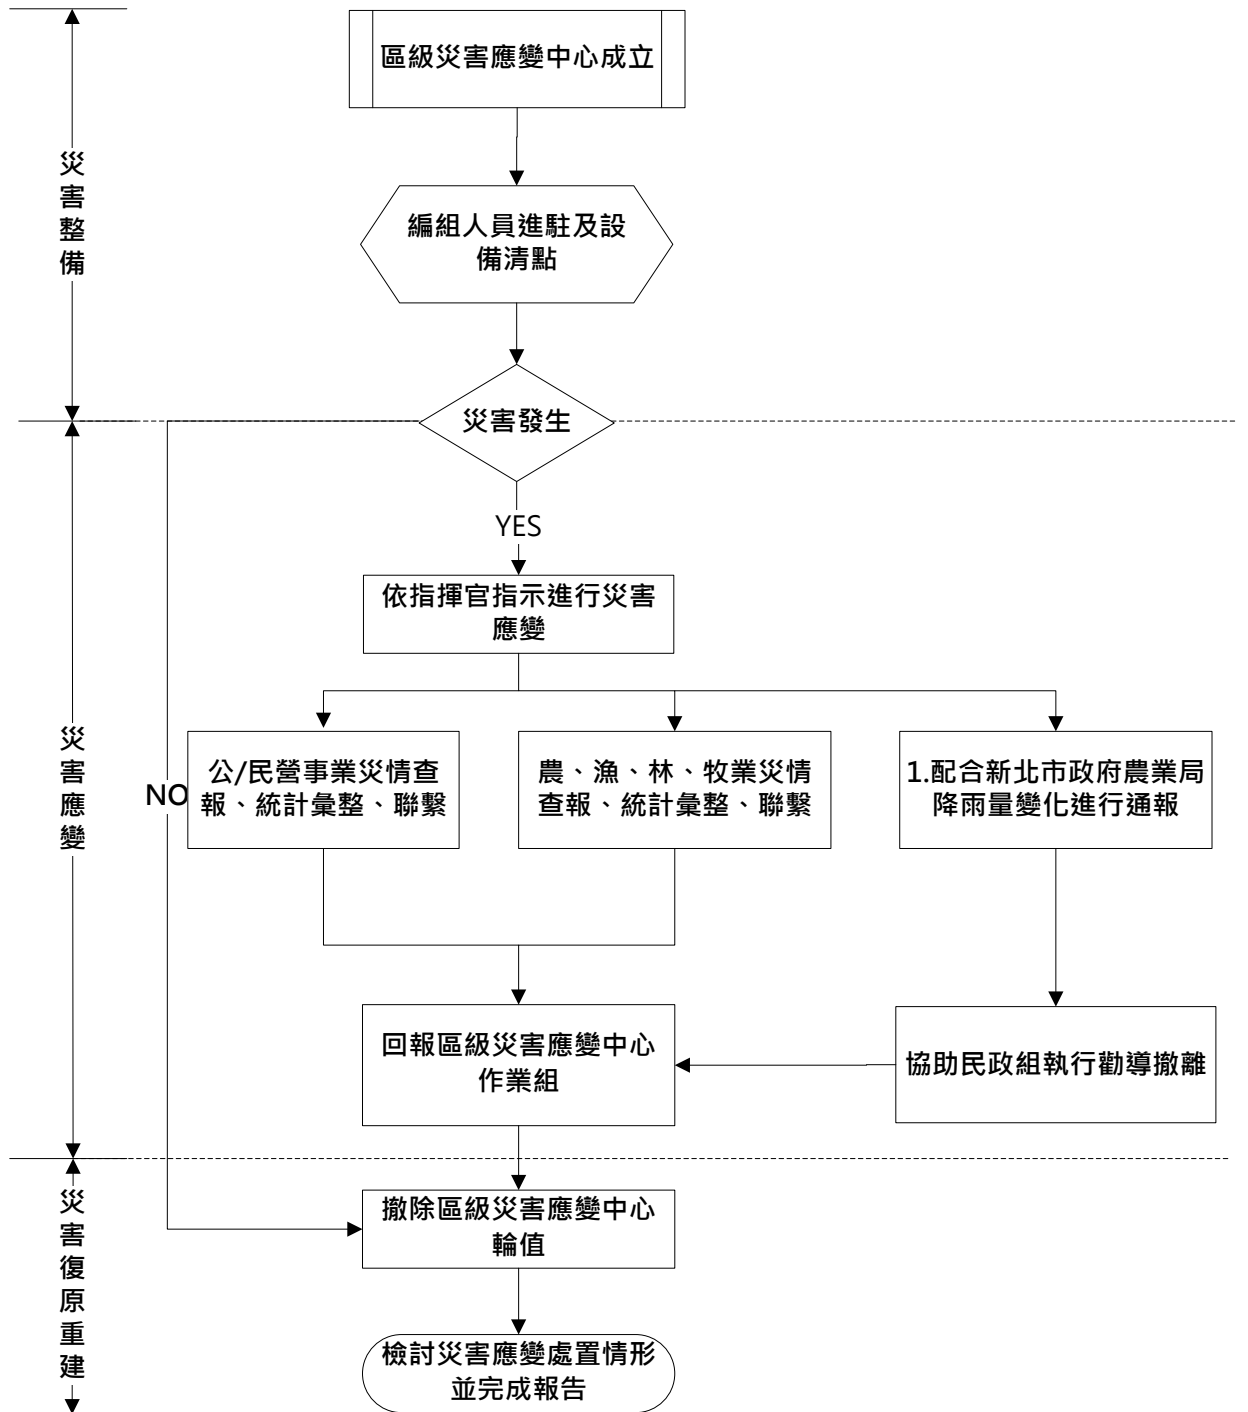 區級災害應變中心成立
災害整備
編組人員進駐及設
備清點
災害發生
YES
依指揮官指示進行災害
應變
災害應變
NO
公/民營事業災情查
報、統計彙整、聯繫
農、漁、林、牧業災情
查報、統計彙整、聯繫
1.配合新北市政府農業局
降雨量變化進行通報
回報區級災害應變中心
作業組
協助民政組執行勸導撤離
災害復原重建
撤除區級災害應變中心
輪值
檢討災害應變處置情形
並完成報告